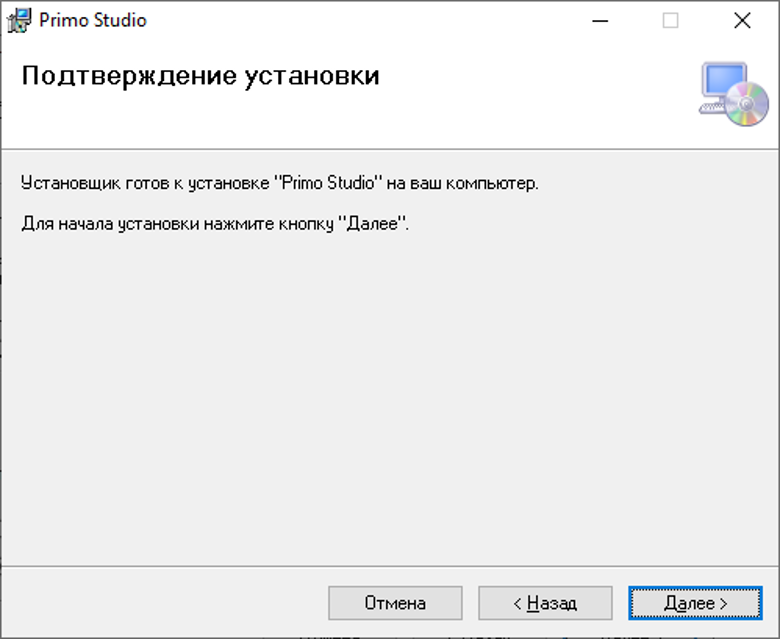 Primo Studio
Подтверждение установки
Установщик готов к установке "Primo Studio" на ваш компьютер.
Для начала установки нажмите кнопку "Далее".
Отмена
< Назад
Далее >